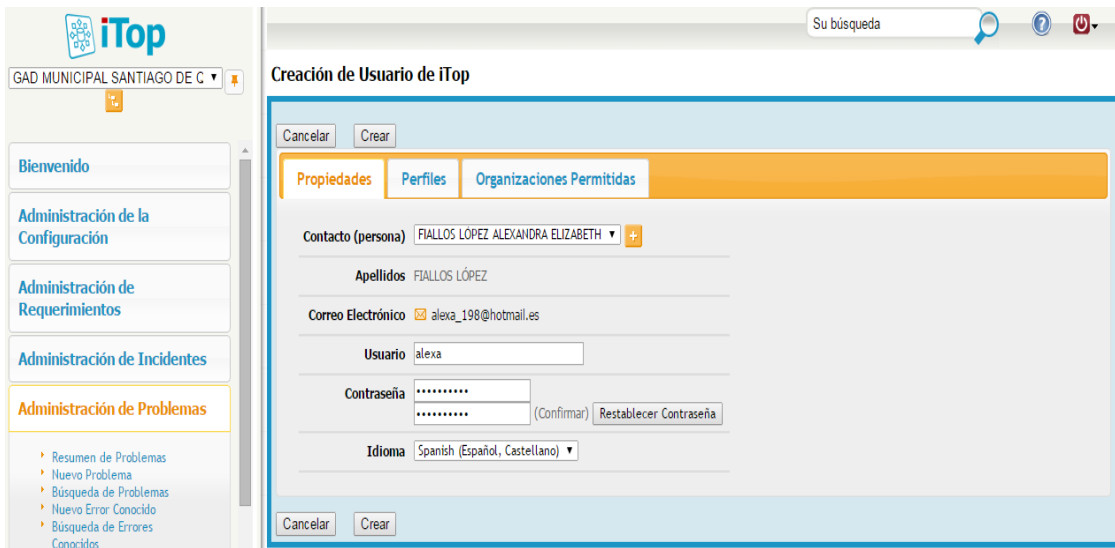 iTop
GAD MUNICIPAL SANTIAGO DE Q
Bienvenido
Administración de la
Configuración
Administración de
Requerimientos
Administración de Incidentes
Administración de Problemas
Resumen de Problemas
Nuevo Problema
Búsqueda de Problemas
Nuevo Error Conocido
Búsqueda de Errores
Conocidos
Su búsqueda
Creación de Usuario de iTop
Cancelar Crear
Propiedades Perfiles Organizaciones Permitidas
Contacto (persona) FIALLOS LÓPEZ ALEXANDRA ELIZABETH
Apellidos FIALLOS LÓPEZ
Correo Electrónico alexa_198@hotmail.es
Usuario alexa
Contraseña ••••••••••
•••••••••• (Confirmar) Restablecer Contraseña
Idioma Spanish (Español, Castellano)
Cancelar Crear